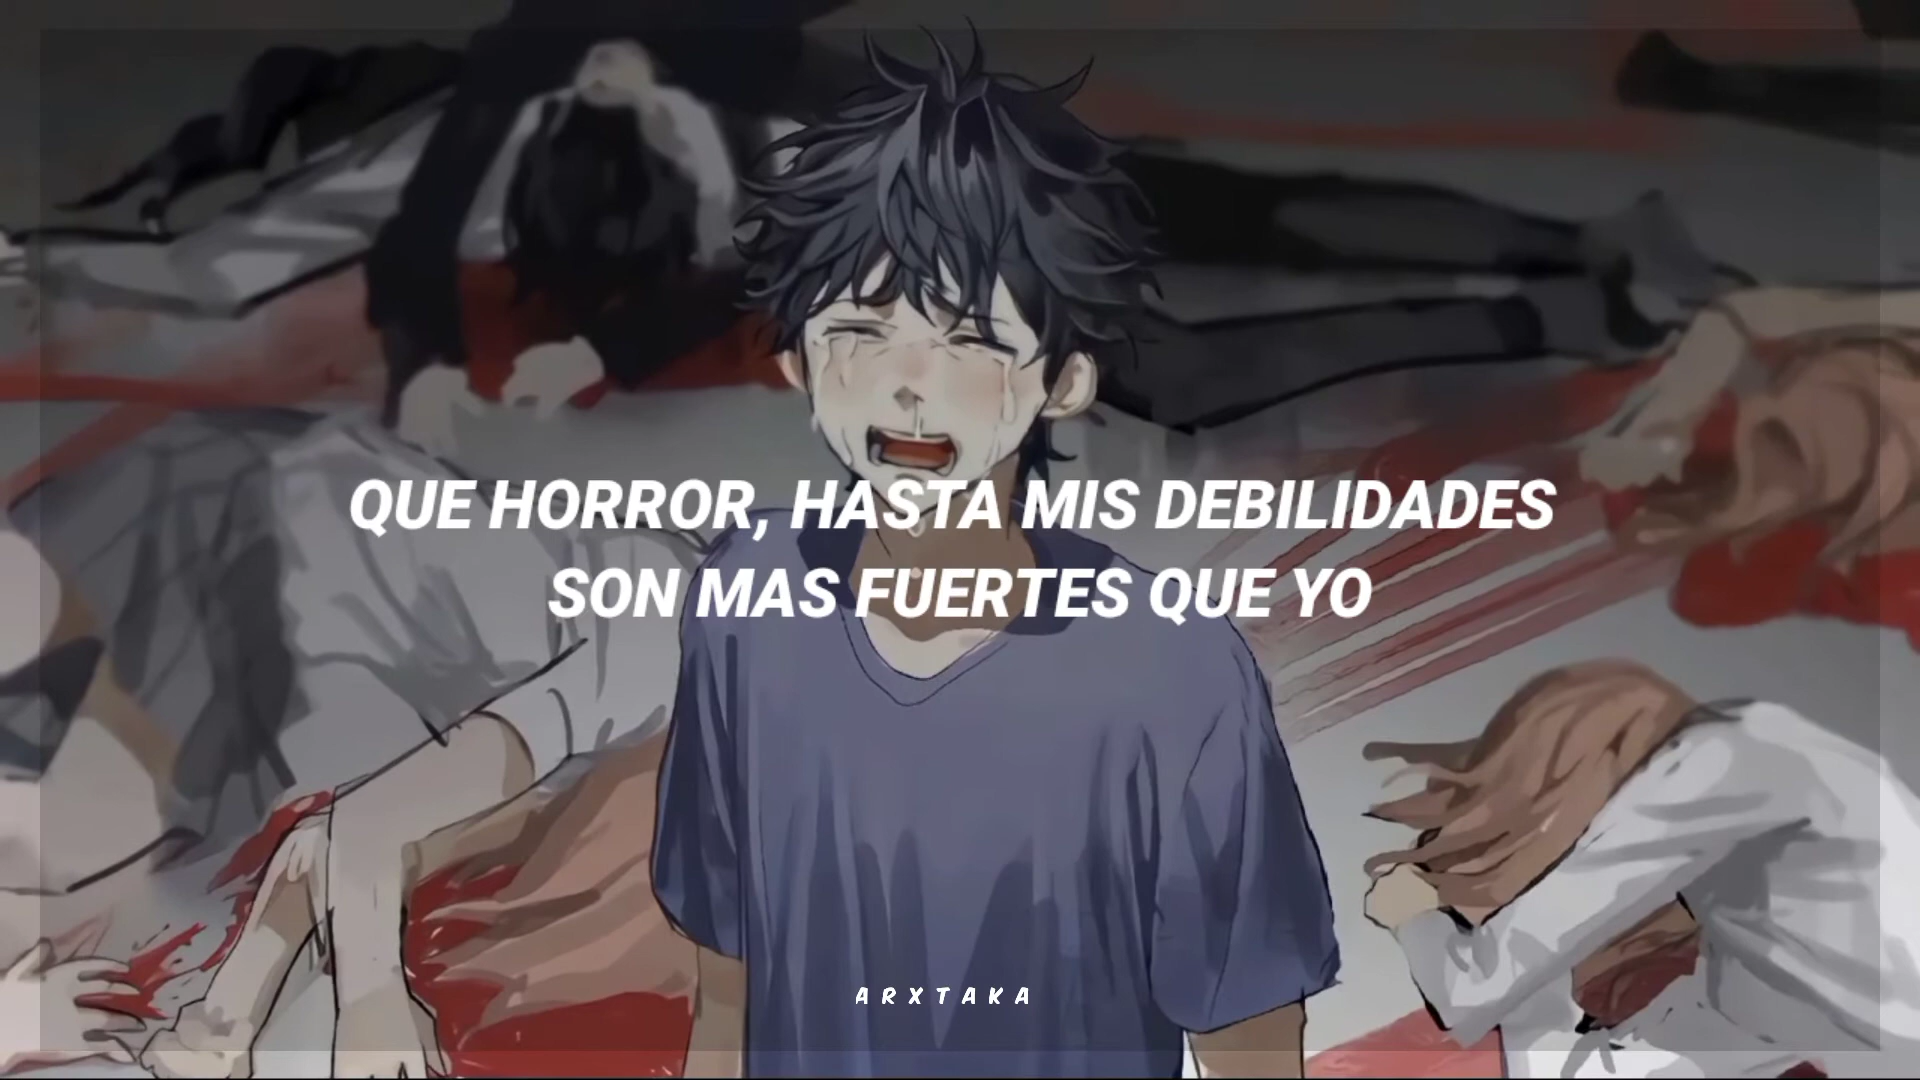 QUE HORROR, HASTA MIS DEBILIDADES
SON MAS FUERTES QUE YO
ARXTAKA